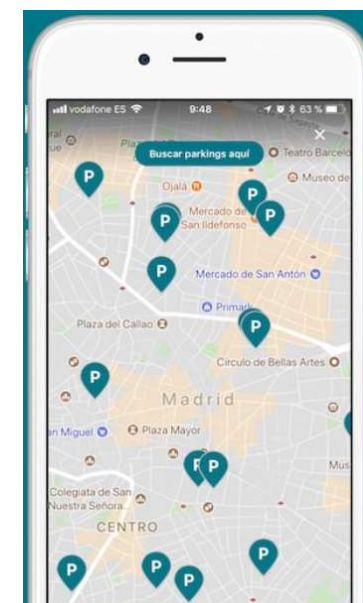 vodafone ES
9:48
63 %
Buscar parkings aquí
Teatro Barcelo
Museo de
Ojalá
Mercado de
San Ildefonso
Mercado de San Antón
Primark
Plaza del Callao
Círculo de Bellas Artes
Madrid
n Miguel
Plaza Mayor
Mus
Colegiata de San
Nuestra Señora
CENTRO
P
P
P
P
P
P
P
P
P
P
P
P
P